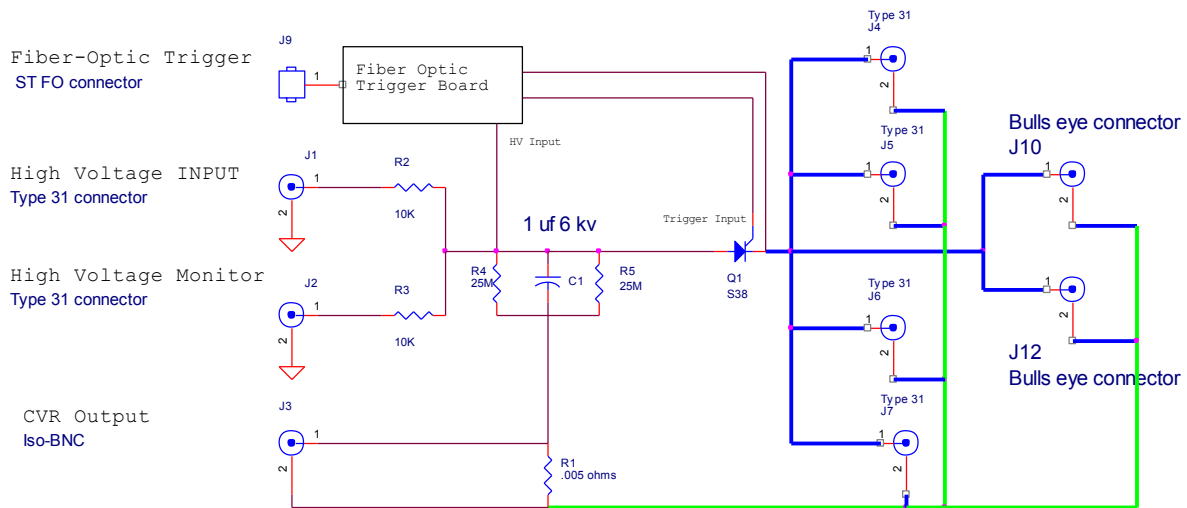 Fiber-Optic Trigger
ST FO connector
J9
1
Fiber Optic
Trigger Board
HV Input
High Voltage INPUT
Type 31 connector
J1
1
2
R2
10K
High Voltage Monitor
Type 31 connector
J2
1
2
R3
10K
1 uf 6 kv
R4
25M
C1
R5
25M
Trigger Input
Q1
S38
CVR Output
Iso-BNC
J3
1
2
R1
.005 ohms
Type 31
J4
1
2
Type 31
J5
1
2
Type 31
J6
1
2
Type 31
J7
1
2
Bulls eye connector
J10
1
2
1
2
J12
Bulls eye connector